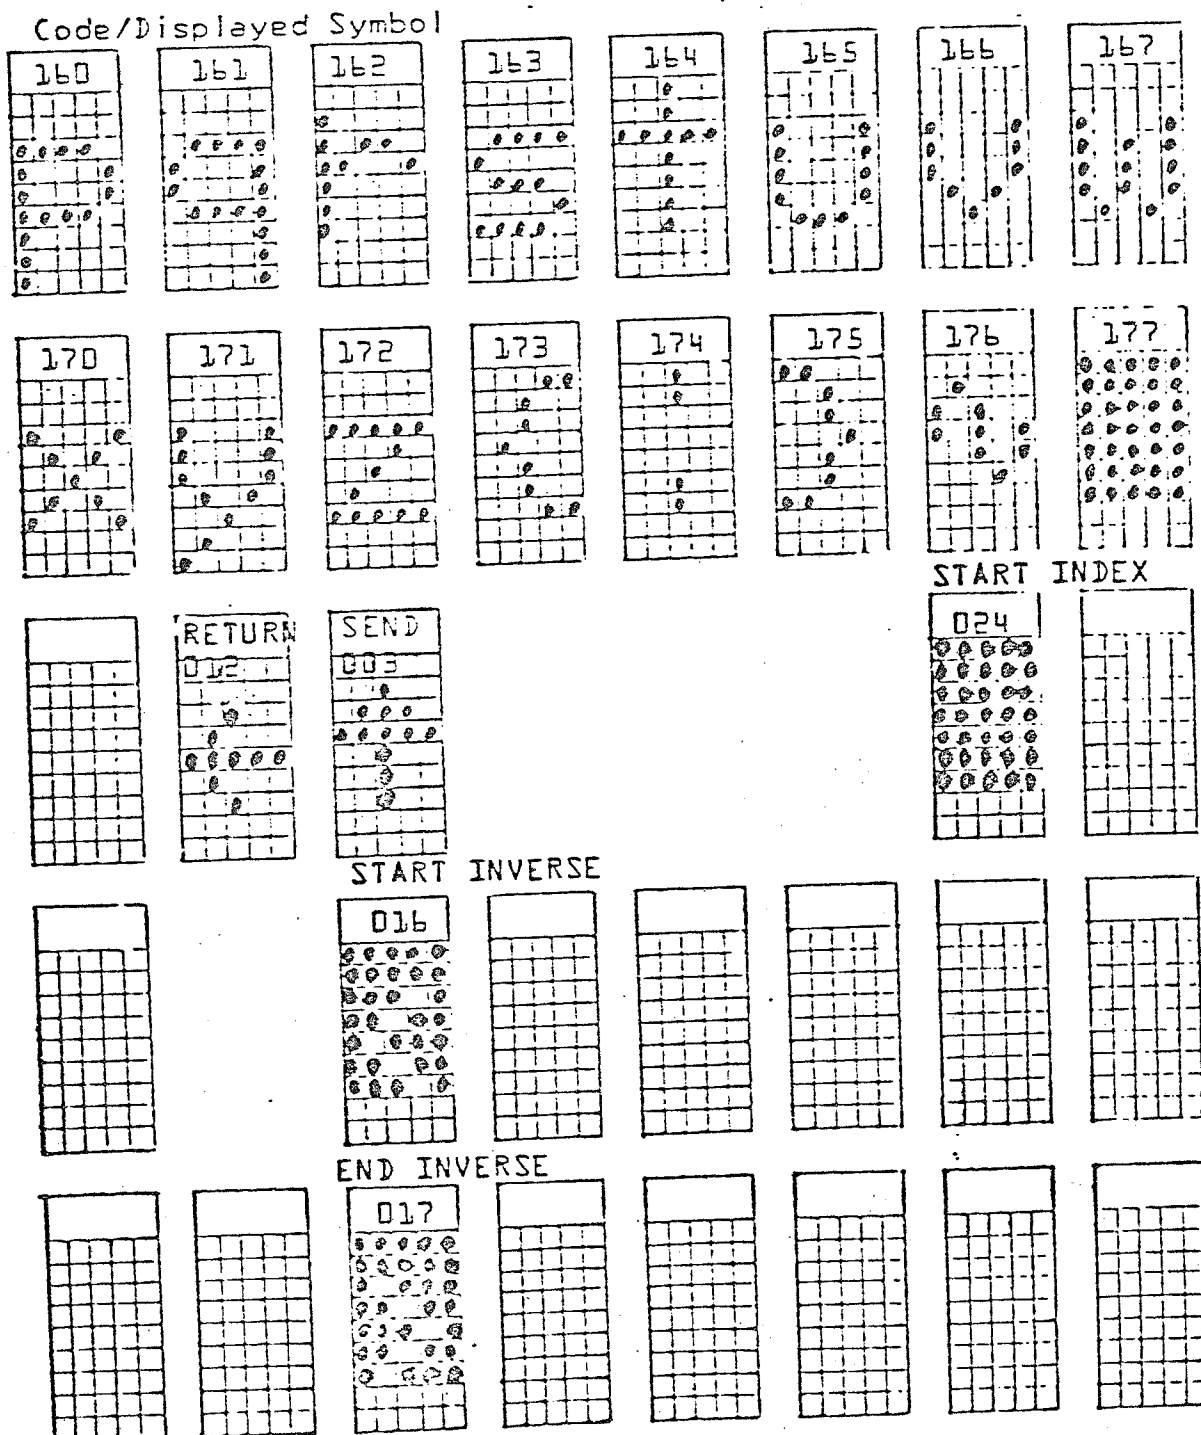 Code/Displayed Symbol
160 161 162 163 164 165 166 167
170 171 172 173 174 175 176 177
START INDEX
RETURN SEND 024
012 003
START INVERSE
016
END INVERSE
017